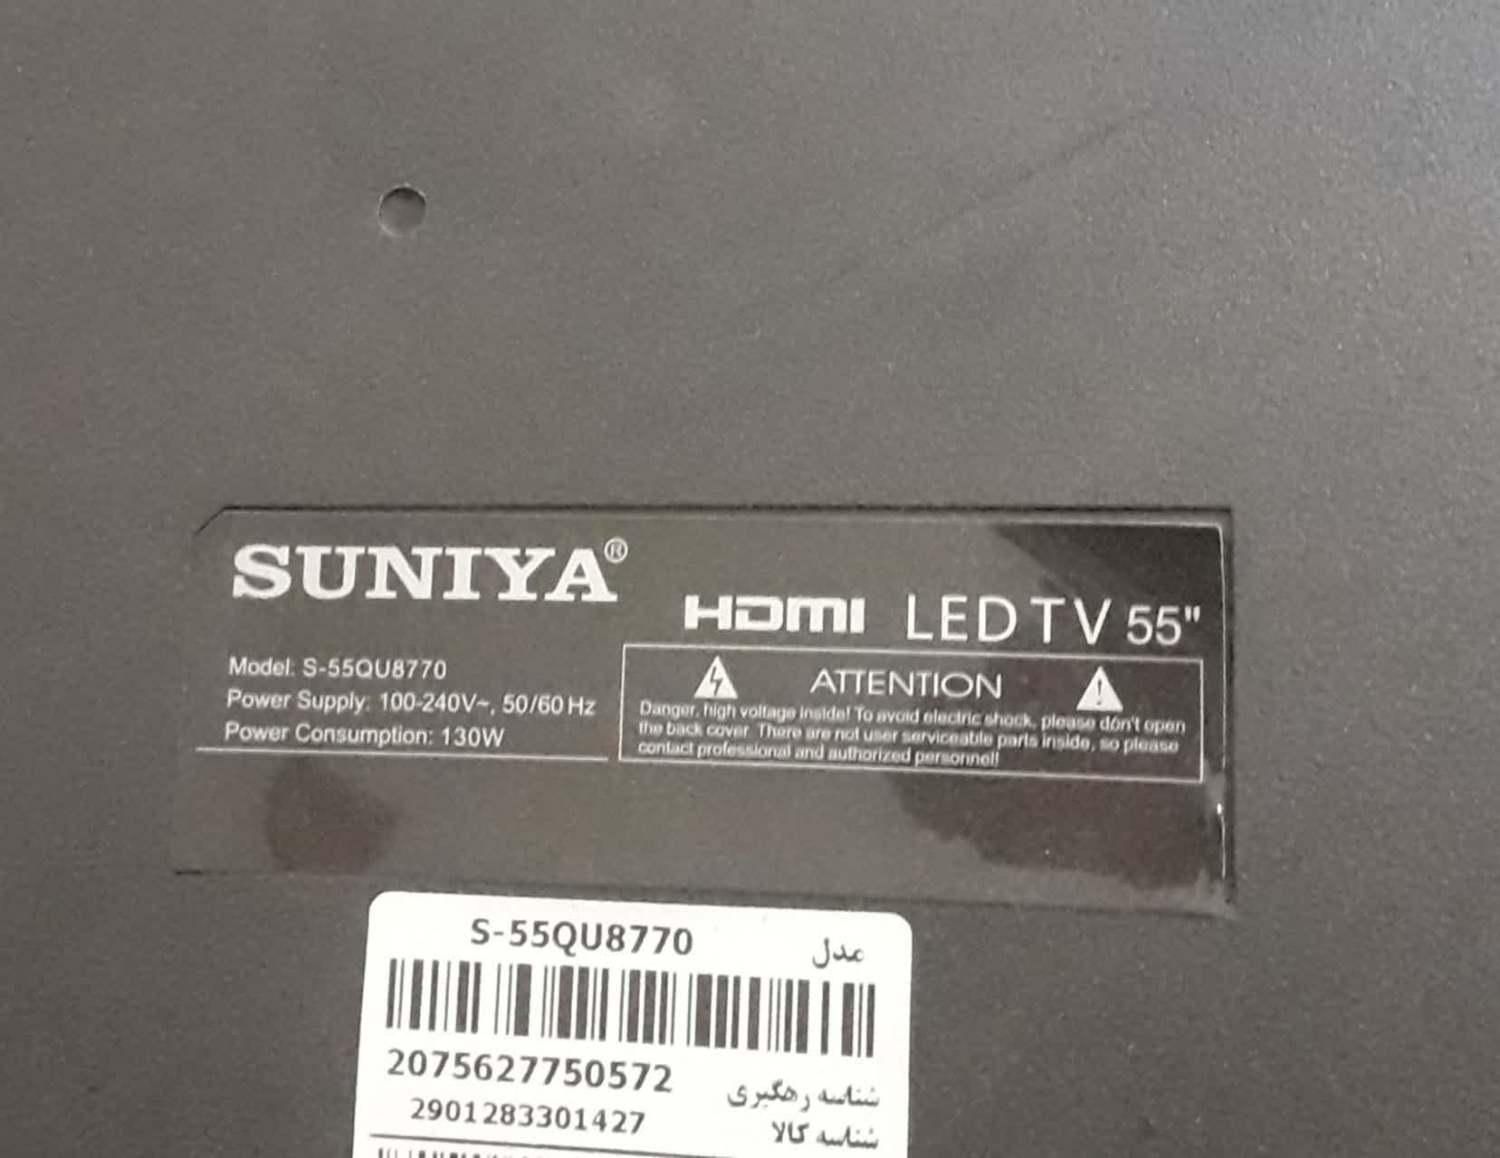 SUNIYA®
HDMI LED TV 55"
Model: S-55QU8770
Power Supply: 100-240V~, 50/60 Hz
Power Consumption: 130W
ATTENTION
Danger, high voltage inside! To avoid electric shock, please don't open
the back cover. There are not user serviceable parts inside, so please
contact professional and authorized personnel!
S-55QU8770 مدل
2075627750572 شناسه رهگیری
2901283301427 شناسه کالا